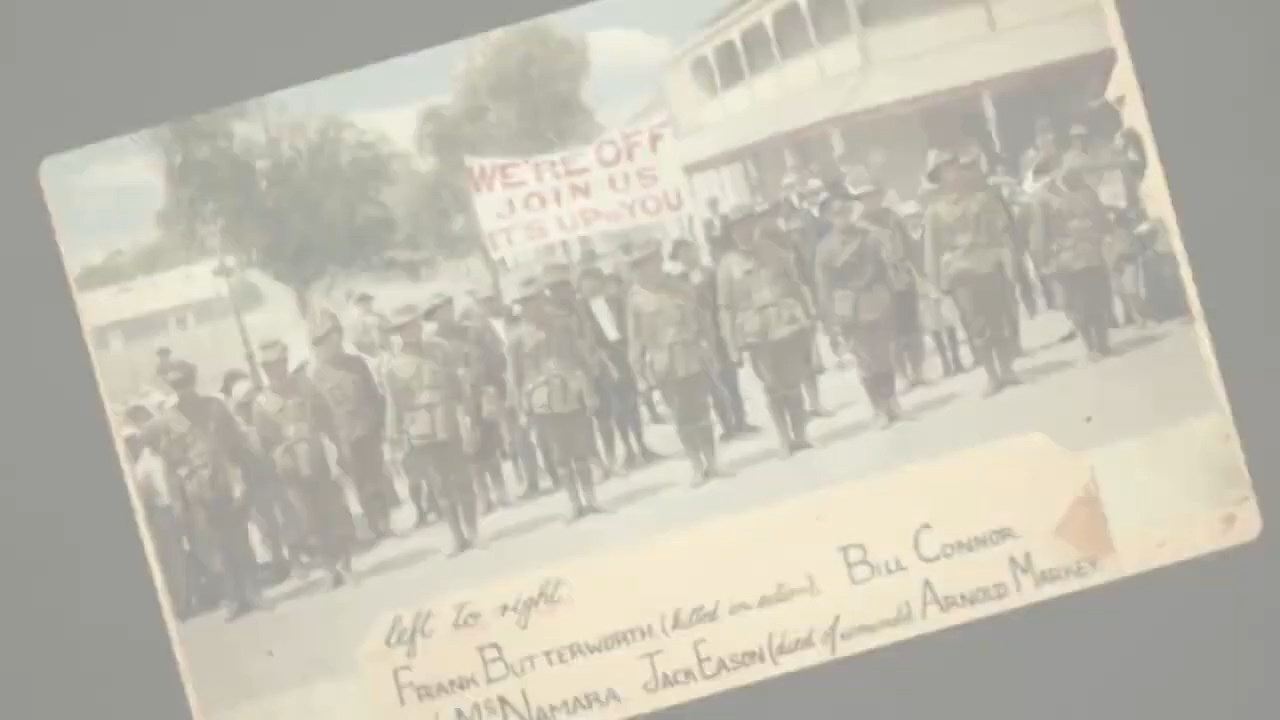 WE'RE OFF
JOIN US
IT'S UP to YOU
left to right.
FRANK BUTTERWORTH (killed in action). BILL CONNOR
McNAMARA. JACK EASON (died of wounds) ARNOLD MARKEY